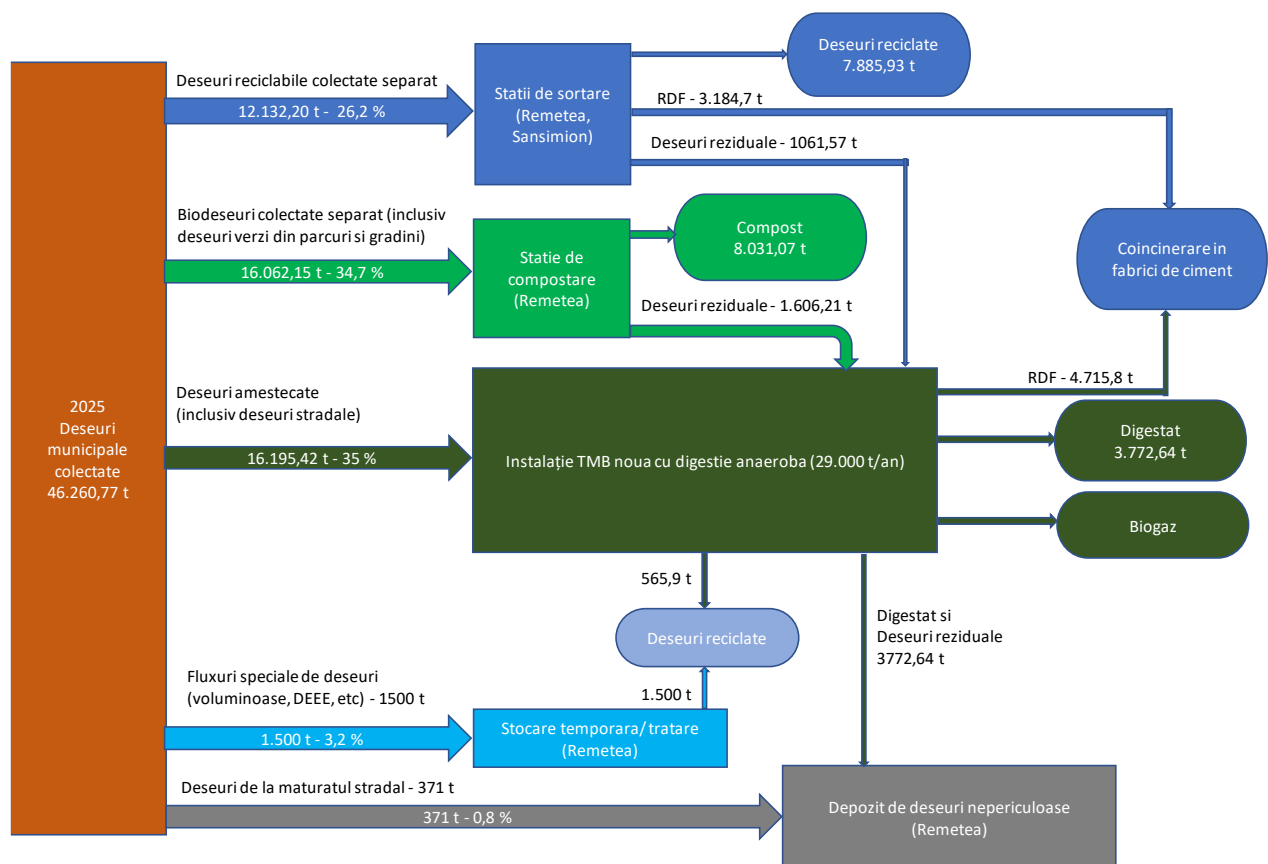 2025
Deseuri
municipale
colectate
46.260,77 t
Deseuri reciclabile colectate separat
12.132,20 t - 26,2 %
Statii de sortare
(Remetea,
Sansimion)
Deseuri reciclate
7.885,93 t
RDF - 3.184,7 t
Deseuri reziduale - 1061,57 t
Biodeseuri colectate separat (inclusiv
deseuri verzi din parcuri si gradini)
16.062,15 t - 34,7 %
Statie de
compostare
(Remetea)
Compost
8.031,07 t
Deseuri reziduale - 1.606,21 t
Coincinerare in
fabrici de ciment
Deseuri amestecate
(inclusiv deseuri stradale)
16.195,42 t - 35 %
Instalație TMB noua cu digestie anaeroba (29.000 t/an)
RDF - 4.715,8 t
Digestat
3.772,64 t
Biogaz
565,9 t
Deseuri reciclate
Digestat si
Deseuri reziduale
3772,64 t
Fluxuri speciale de deseuri
(voluminoase, DEEE, etc) - 1500 t
1.500 t - 3,2 %
1.500 t
Stocare temporara/ tratare
(Remetea)
Deseuri de la maturatul stradal - 371 t
371 t - 0,8 %
Depozit de deseuri nepericuloase
(Remetea)